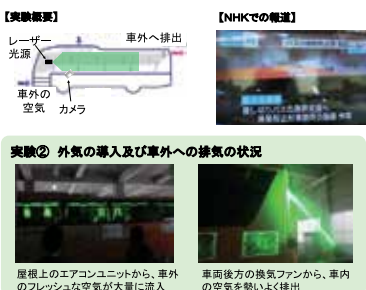 【実験概要】
【NHKでの報道】
レーザー
光源
車外へ排出
車外の
空気
カメラ
実験② 外気の導入及び車外への排気の状況
屋根上のエアコンユニットから、車外
のフレッシュな空気が大量に流入
車両後方の換気ファンから、車内
の空気を勢いよく排出